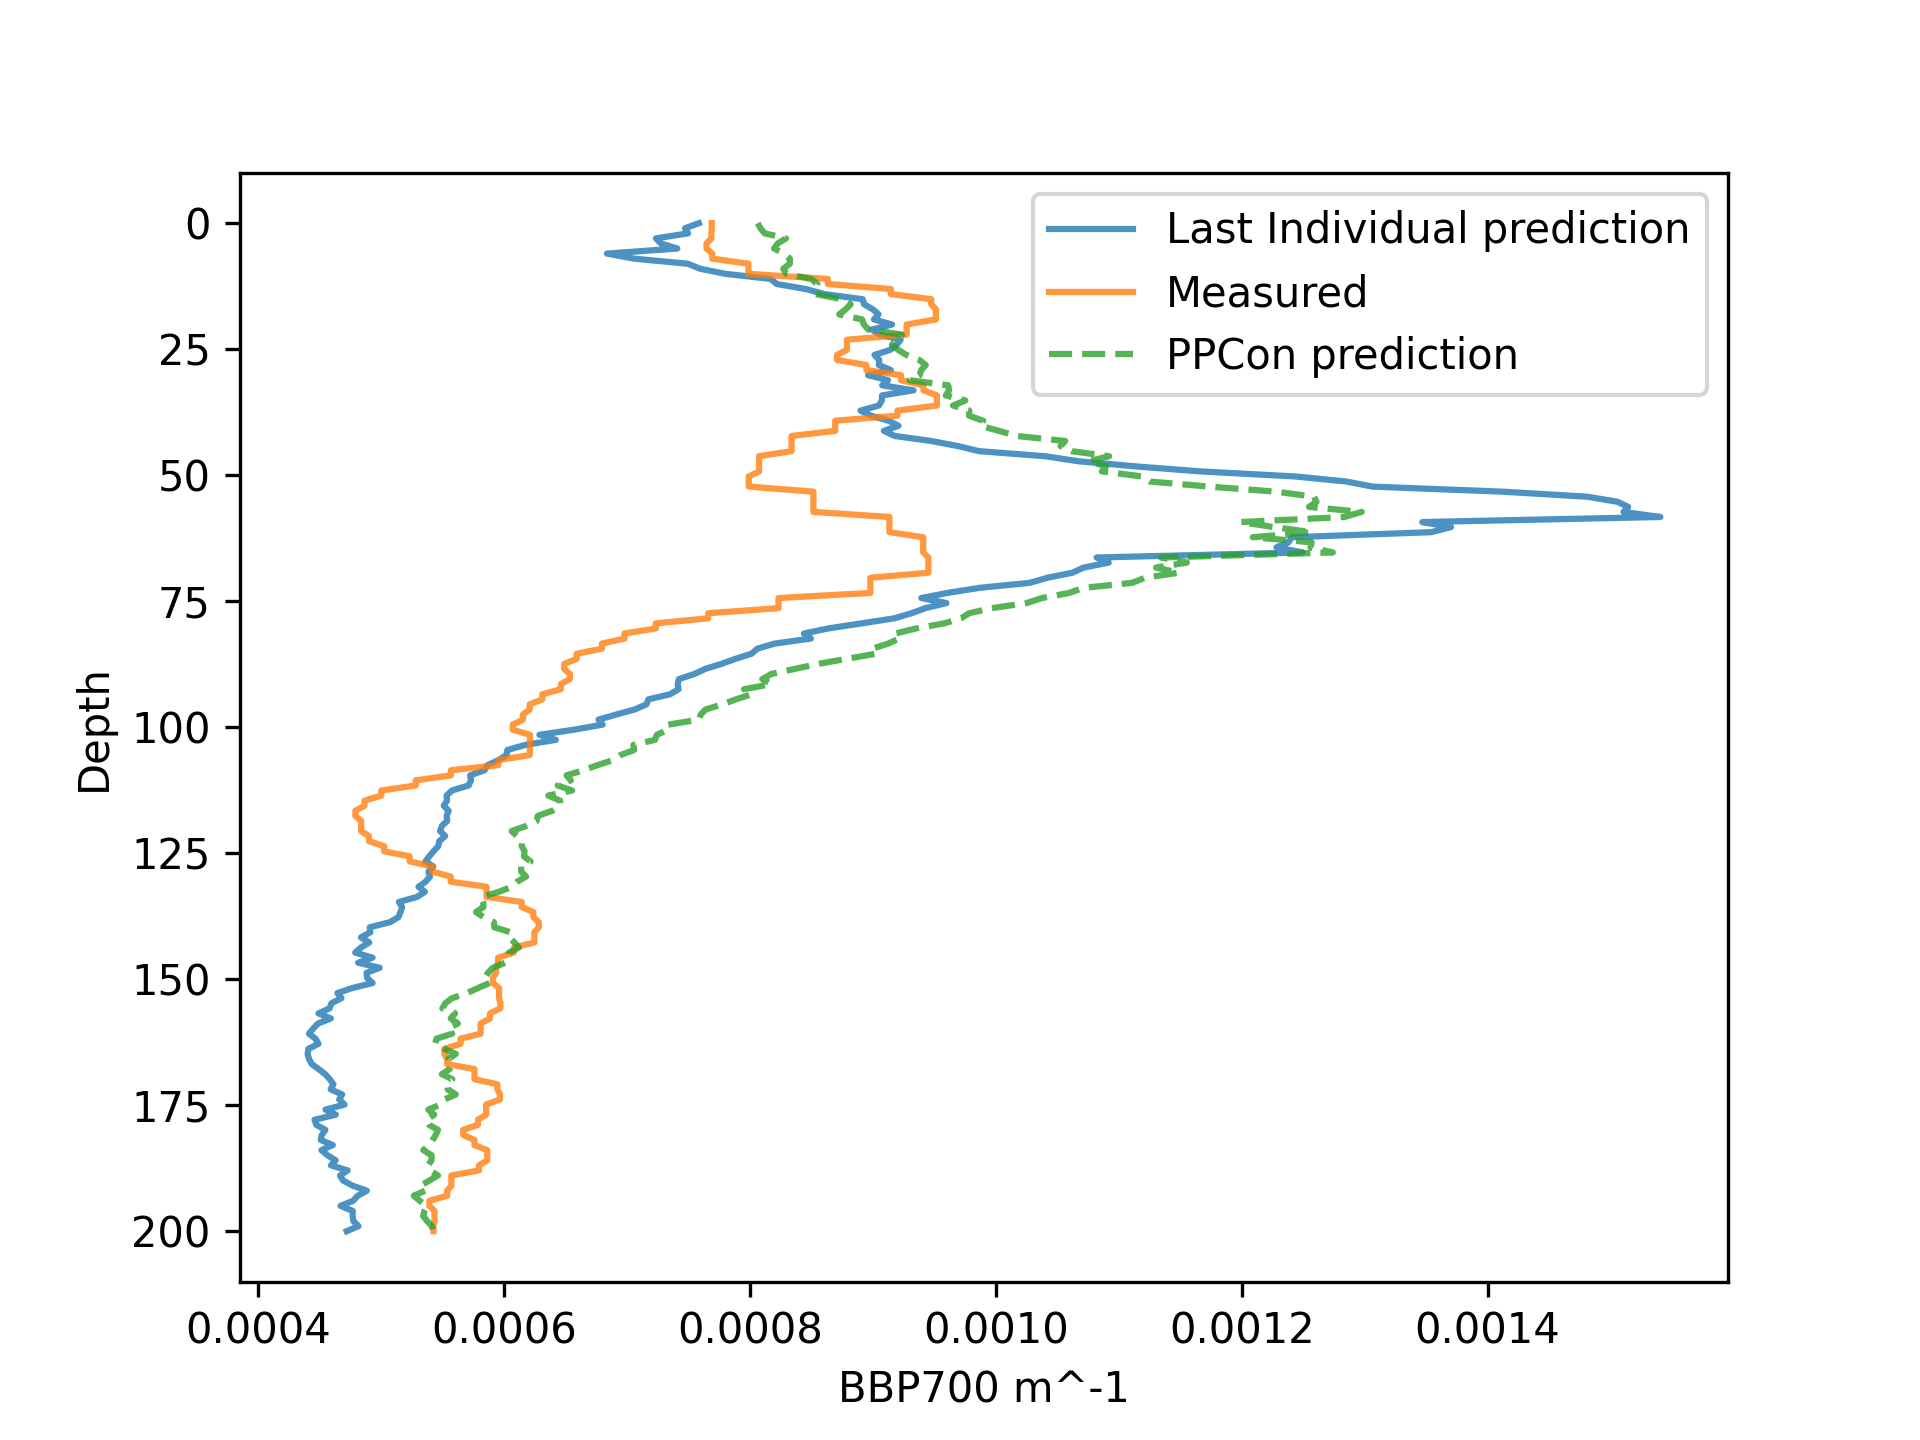 Last Individual prediction
Measured
PPCon prediction
0
25
50
75
100
125
150
175
200
Depth
0.0004 0.0006 0.0008 0.0010 0.0012 0.0014
BBP700 m^-1